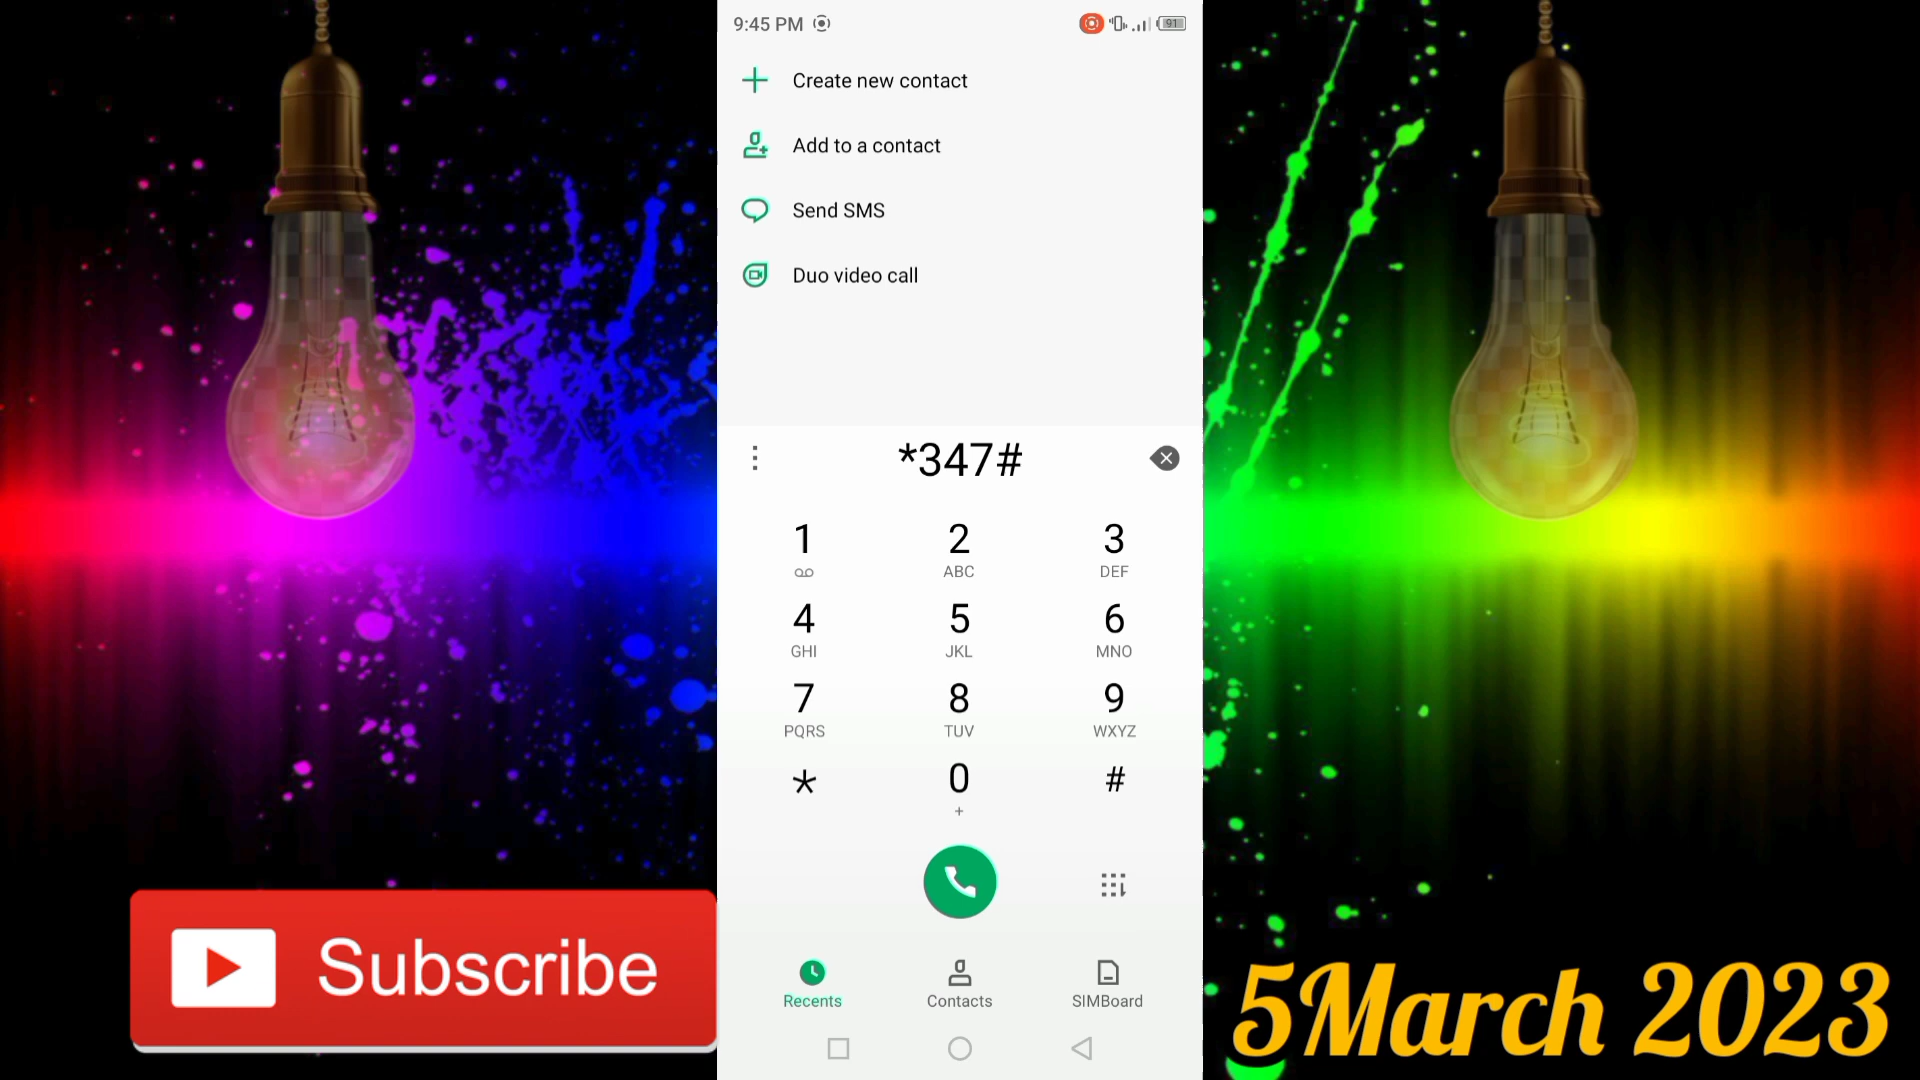 9:45 PM
91
Create new contact
Add to a contact
Send SMS
Duo video call
*347#
1
2
ABC
3
DEF
4
GHI
5
JKL
6
MNO
7
PQRS
8
TUV
9
WXYZ
*
0
+
#
Recents
Contacts
SIMBoard
Subscribe
5March 2023